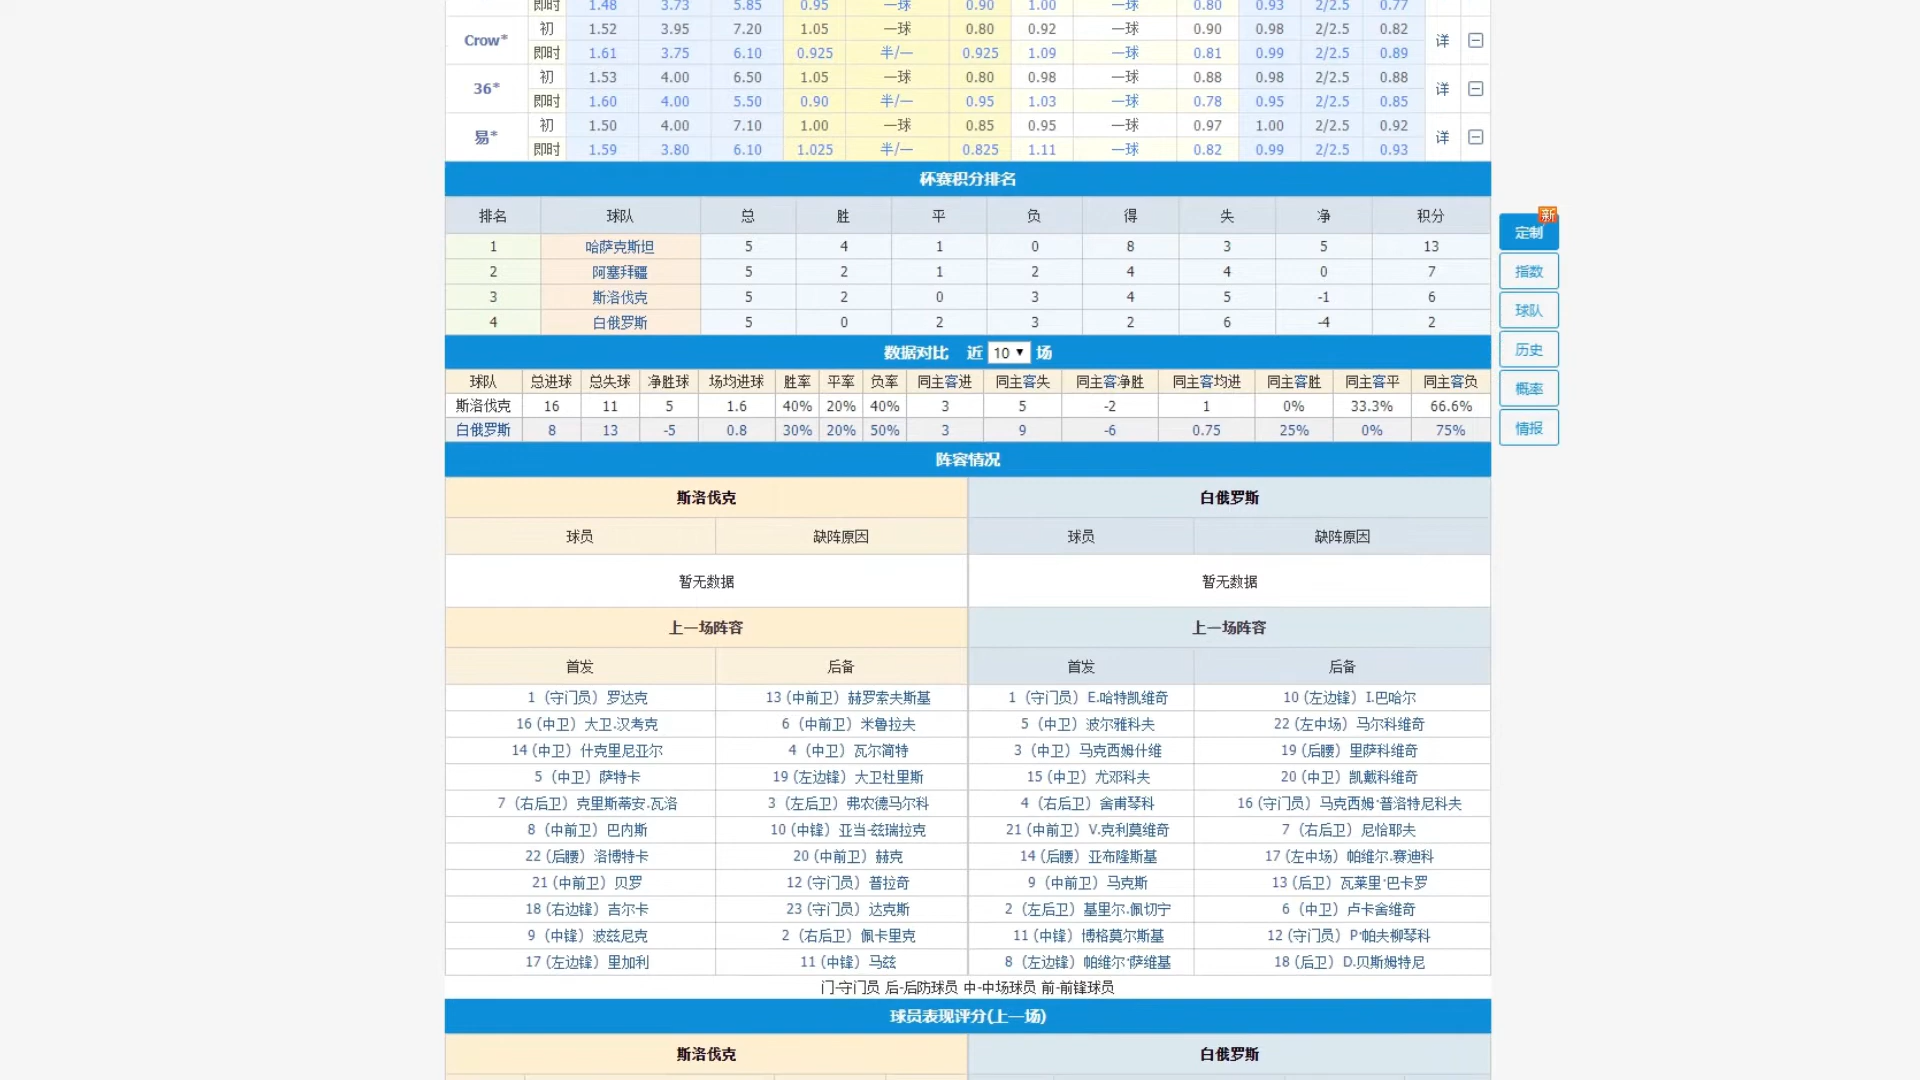 即时 1.48 3.73 5.85 0.95 一球 0.90 1.00 一球 0.80 0.93 2/2.5 0.77
Crow* 初 1.52 3.95 7.20 1.05 一球 0.80 0.92 一球 0.90 0.98 2/2.5 0.82 详
即时 1.61 3.75 6.10 0.925 半/一 0.925 1.09 一球 0.81 0.99 2/2.5 0.89
36* 初 1.53 4.00 6.50 1.05 一球 0.80 0.98 一球 0.88 0.98 2/2.5 0.88 详
即时 1.60 4.00 5.50 0.90 半/一 0.95 1.03 一球 0.78 0.95 2/2.5 0.85
易* 初 1.50 4.00 7.10 1.00 一球 0.85 0.95 一球 0.97 1.00 2/2.5 0.92 详
即时 1.59 3.80 6.10 1.025 半/一 0.825 1.11 一球 0.82 0.99 2/2.5 0.93
杯赛积分排名
排名 球队 总 胜 平 负 得 失 净 积分
1 哈萨克斯坦 5 4 1 0 8 3 5 13
2 阿塞拜疆 5 2 1 2 4 4 0 7
3 斯洛伐克 5 2 0 3 4 5 -1 6
4 白俄罗斯 5 0 2 3 2 6 -4 2
数据对比 近 10 场
球队 总进球 总失球 净胜球 场均进球 胜率 平率 负率 同主客进 同主客失 同主客净胜 同主客均进 同主客胜 同主客平 同主客负
斯洛伐克 16 11 5 1.6 40% 20% 40% 3 5 -2 1 0% 33.3% 66.6%
白俄罗斯 8 13 -5 0.8 30% 20% 50% 3 9 -6 0.75 25% 0% 75%
阵容情况
斯洛伐克 白俄罗斯
球员 缺阵原因 球员 缺阵原因
暂无数据 暂无数据
上一场阵容 上一场阵容
首发 后备 首发 后备
1（守门员）罗达克 13（中前卫）赫罗索夫斯基 1（守门员）E.哈特凯维奇 10（左边锋）I.巴哈尔
16（中卫）大卫.汉考克 6（中前卫）米鲁拉夫 5（中卫）波尔雅科夫 22（左中场）马尔科维奇
14（中卫）什克里尼亚尔 4（中卫）瓦尔简特 3（中卫）马克西姆什维 19（后腰）里萨科维奇
5（中卫）萨特卡 19（左边锋）大卫杜里斯 15（中卫）尤邓科夫 20（中卫）凯戴科维奇
7（右后卫）克里斯蒂安.瓦洛 3（左后卫）弗农德马尔科 4（右后卫）舍甫琴科 16（守门员）马克西姆·普洛特尼科夫
8（中前卫）巴内斯 10（中锋）亚当-兹瑞拉克 21（中前卫）V.克利莫维奇 7（右后卫）尼恰耶夫
22（后腰）洛博特卡 20（中前卫）赫克 14（后腰）亚布隆斯基 17（左中场）帕维尔.赛迪科
21（中前卫）贝罗 12（守门员）普拉奇 9（中前卫）马克斯 13（后卫）瓦莱里·巴卡罗
18（右边锋）吉尔卡 23（守门员）达克斯 2（左后卫）基里尔.佩切宁 6（中卫）卢卡舍维奇
9（中锋）波兹尼克 2（右后卫）佩卡里克 11（中锋）博格莫尔斯基 12（守门员）P·帕夫柳琴科
17（左边锋）里加利 11（中锋）马兹 8（左边锋）帕维尔·萨维基 18（后卫）D.贝斯姆特尼
门-守门员 后-后防球员 中-中场球员 前-前锋球员
球员表现评分(上一场)
斯洛伐克 白俄罗斯
新
定制
指数
球队
历史
概率
情报